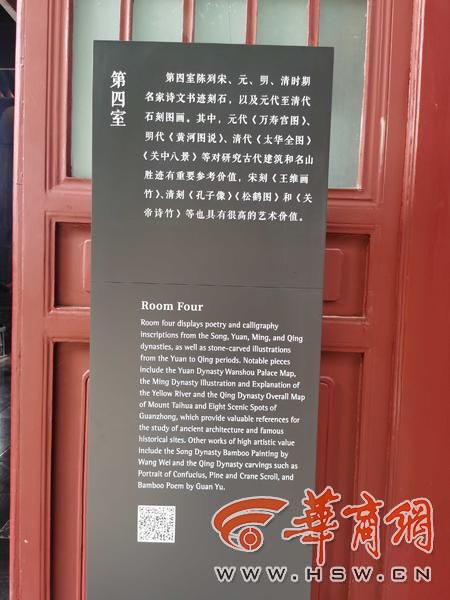 第四室
第四室陈列宋、元、明、清时期
名家诗文书迹刻石，以及元代至清代
石刻图画。其中，元代《万寿宫图》、
明代《黄河图说》、清代《太华全图》
《关中八景》等对研究古代建筑和名山
胜迹有重要参考价值，宋刻《王维画
竹》、清刻《孔子像》《松鹤图》和《关
帝诗竹》等也具有很高的艺术价值。
Room Four
Room four displays poetry and calligraphy
inscriptions from the Song, Yuan, Ming, and Qing
dynasties, as well as stone-carved illustrations
from the Yuan to Qing periods. Notable pieces
include the Yuan Dynasty Wanshou Palace Map,
the Ming Dynasty Illustration and Explanation of
the Yellow River and the Qing Dynasty Overall Map
of Mount Taihua and Eight Scenic Spots of
Guanzhong, which provide valuable references for
the study of ancient architecture and famous
historical sites. Other works of high artistic value
include the Song Dynasty Bamboo Painting by
Wang Wei and the Qing Dynasty carvings such as
Portrait of Confucius, Pine and Crane Scroll, and
Bamboo Poem by Guan Yu.
華商網
WWW.HSW.CN